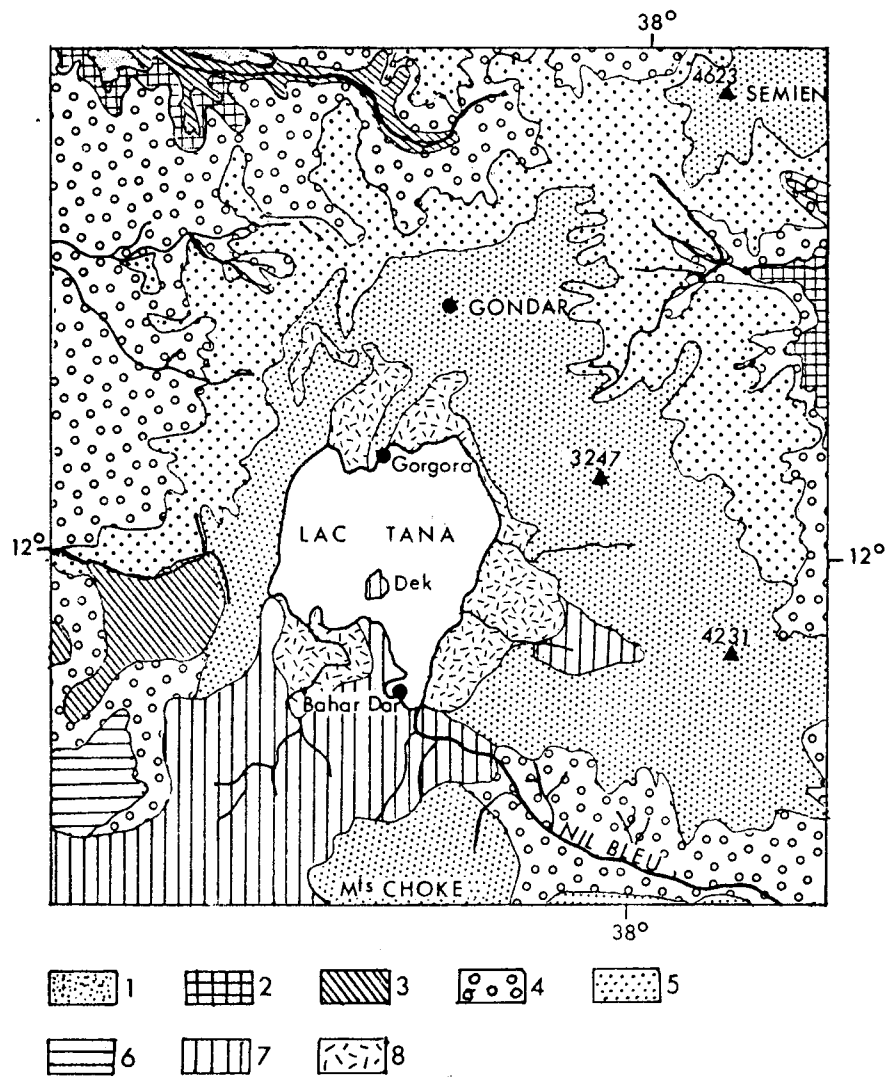 38°
4623
SEMIEN
GONDAR
3247
Gorgora
LAC TANA
12°
12°
Dek
4231
Bahar Dar
NIL BLEU
Mts CHOKE
38°
1 2 3 4 5
6 7 8